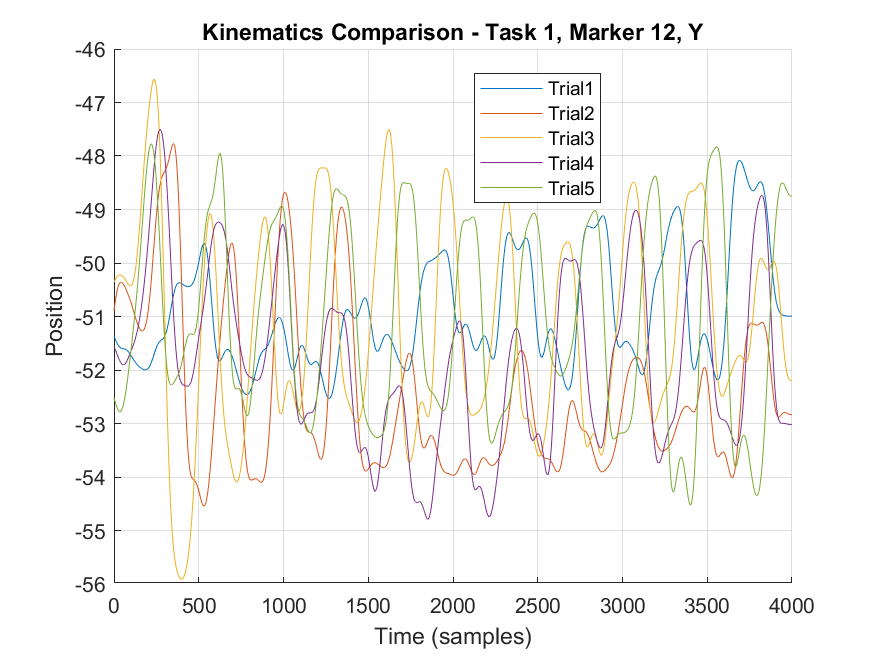 Kinematics Comparison - Task 1, Marker 12, Y
-46
-47
-48
-49
-50
-51
-52
-53
-54
-55
-56
Position
Trial1
Trial2
Trial3
Trial4
Trial5
0 500 1000 1500 2000 2500 3000 3500 4000
Time (samples)